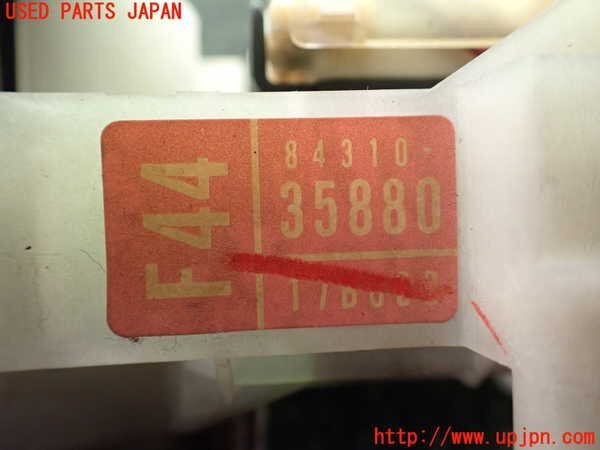 USED PARTS JAPAN
F44
84310-
35880
http://www.upjpn.com/